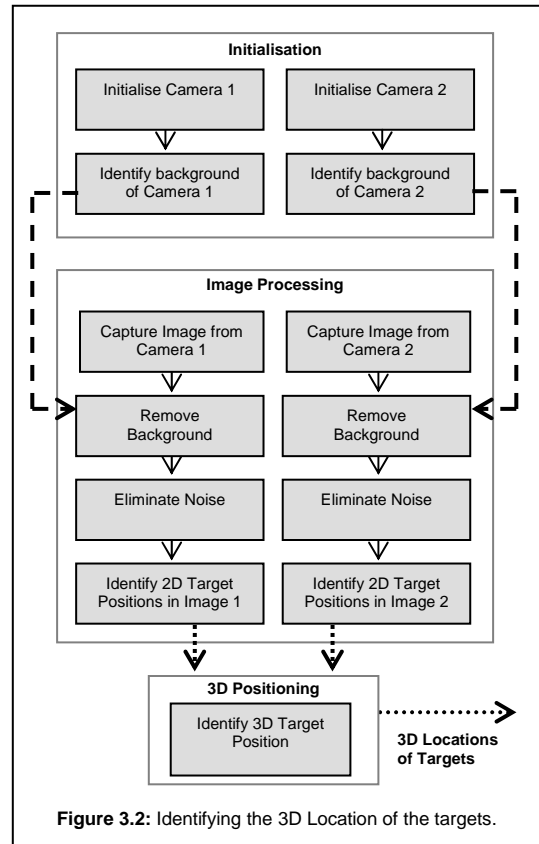 Initialisation
Initialise Camera 1
Initialise Camera 2
Identify background
of Camera 1
Identify background
of Camera 2
Image Processing
Capture Image from
Camera 1
Capture Image from
Camera 2
Remove
Background
Remove
Background
Eliminate Noise
Eliminate Noise
Identify 2D Target
Positions in Image 1
Identify 2D Target
Positions in Image 2
3D Positioning
Identify 3D Target
Position
3D Locations
of Targets
Figure 3.2: Identifying the 3D Location of the targets.